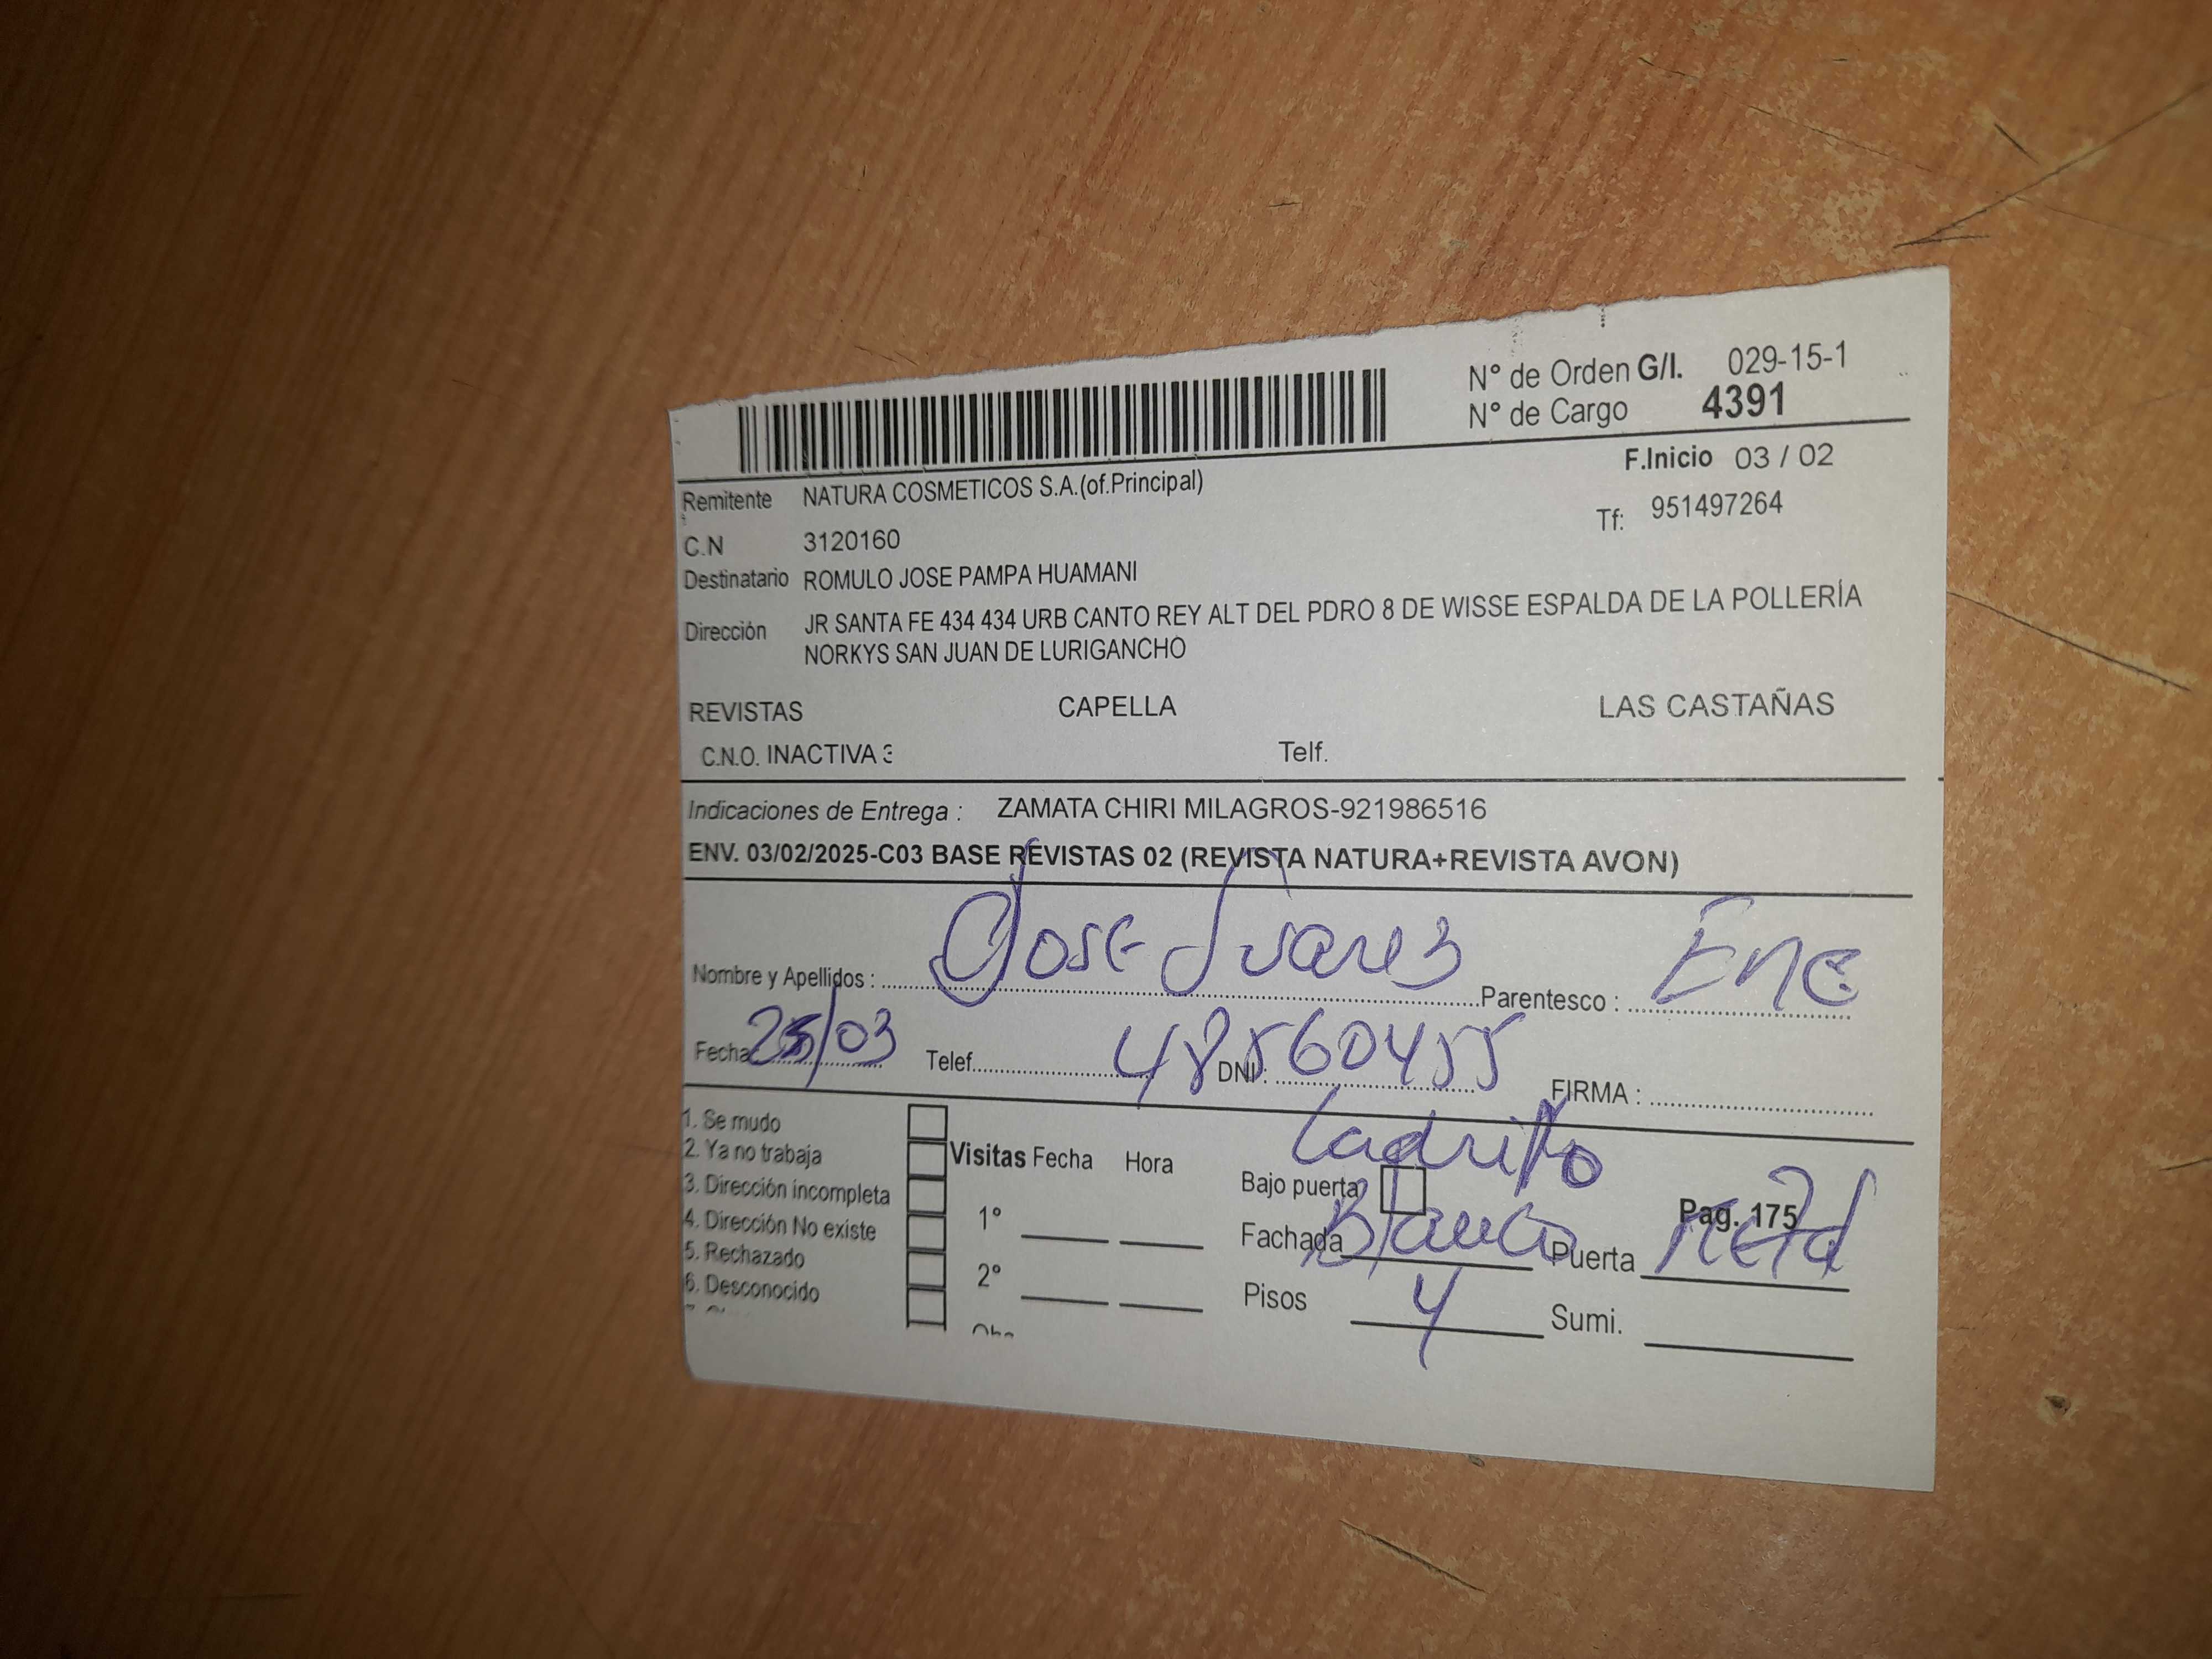 N° de Orden G/I. 029-15-1
N° de Cargo 4391
F.Inicio 03 / 02
Remitente NATURA COSMETICOS S.A.(of.Principal)
Tf: 951497264
C.N 3120160
Destinatario ROMULO JOSE PAMPA HUAMANI
Dirección JR SANTA FE 434 434 URB CANTO REY ALT DEL PDRO 8 DE WISSE ESPALDA DE LA POLLERÍA
NORKYS SAN JUAN DE LURIGANCHO
REVISTAS CAPELLA LAS CASTAÑAS
C.N.O. INACTIVA 3 Telf.
Indicaciones de Entrega : ZAMATA CHIRI MILAGROS-921986516
ENV. 03/02/2025-C03 BASE REVISTAS 02 (REVISTA NATURA+REVISTA AVON)
Nombre y Apellidos : Jose Juarez Parentesco : Enc
Fecha /03 Telef. DNI : FIRMA :
1. Se mudo
2. Ya no trabaja
3. Dirección incompleta
4. Dirección No existe
5. Rechazado
6. Desconocido
Visitas Fecha Hora
1°
2°
Ladrillo
Bajo puerta
Pag. 175
Fachada Blanco Puerta
Pisos 4 Sumi.